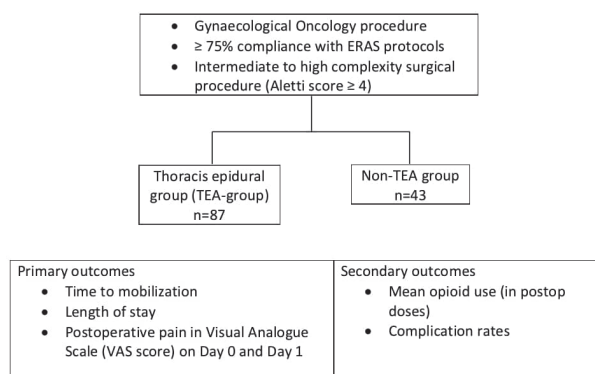 • Gynaecological Oncology procedure
• ≥ 75% compliance with ERAS protocols
• Intermediate to high complexity surgical
procedure (Aletti score ≥ 4)
Thoracis epidural
group (TEA-group)
n=87
Non-TEA group
n=43
Primary outcomes
• Time to mobilization
• Length of stay
• Postoperative pain in Visual Analogue
Scale (VAS score) on Day 0 and Day 1
Secondary outcomes
• Mean opioid use (in postop
doses)
• Complication rates